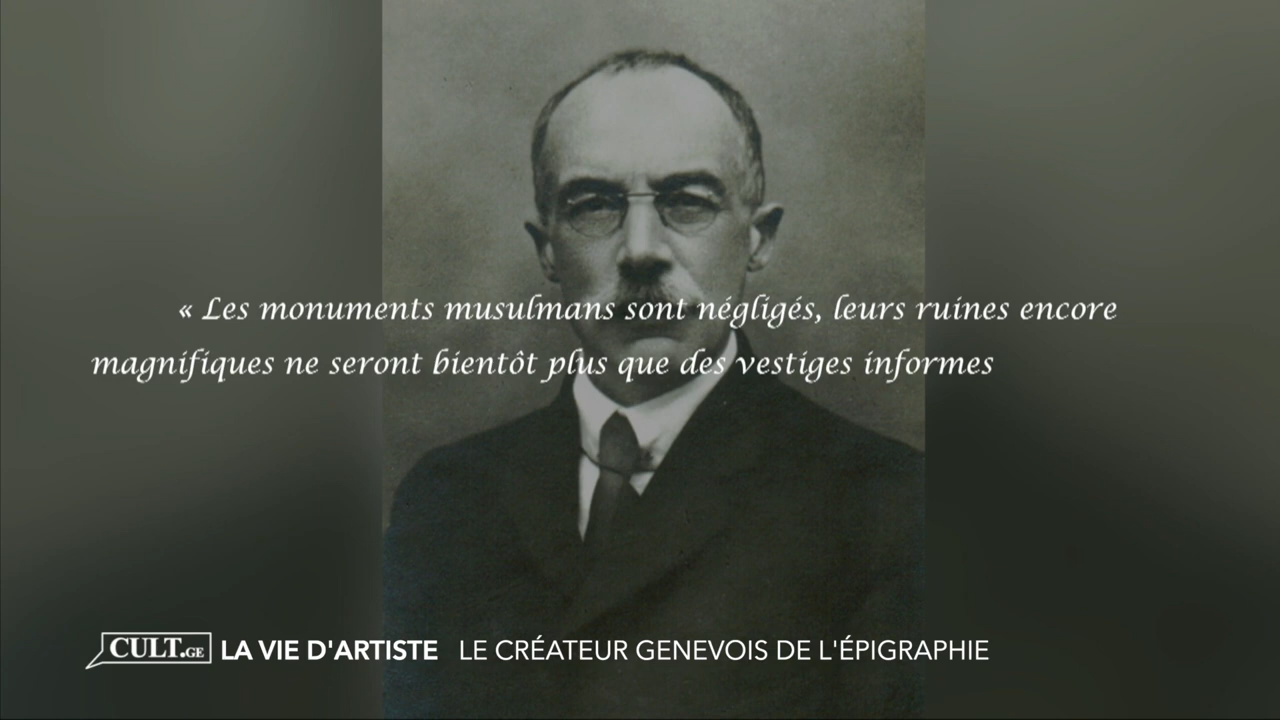 « Les monuments musulmans sont négligés, leurs ruines encore
magnifiques ne seront bientôt plus que des vestiges informes
CULT.GE LA VIE D'ARTISTE LE CRÉATEUR GENEVOIS DE L'ÉPIGRAPHIE